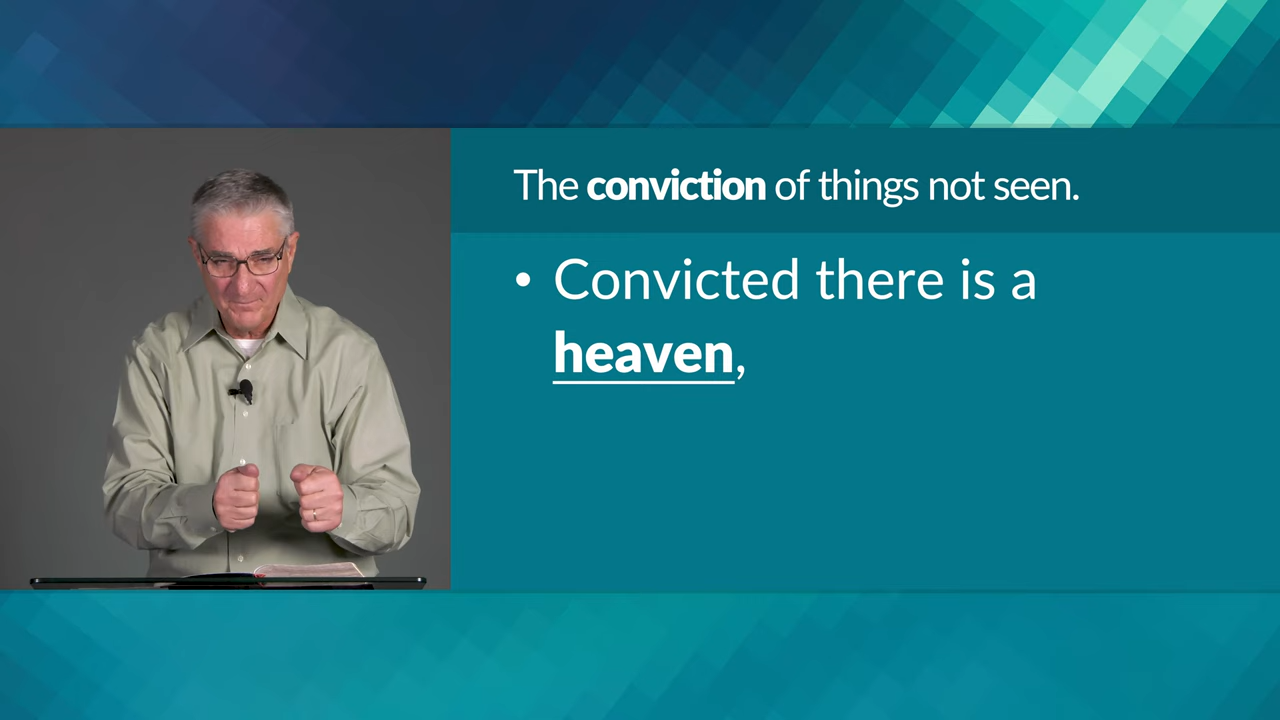 The conviction of things not seen.
• Convicted there is a
heaven,